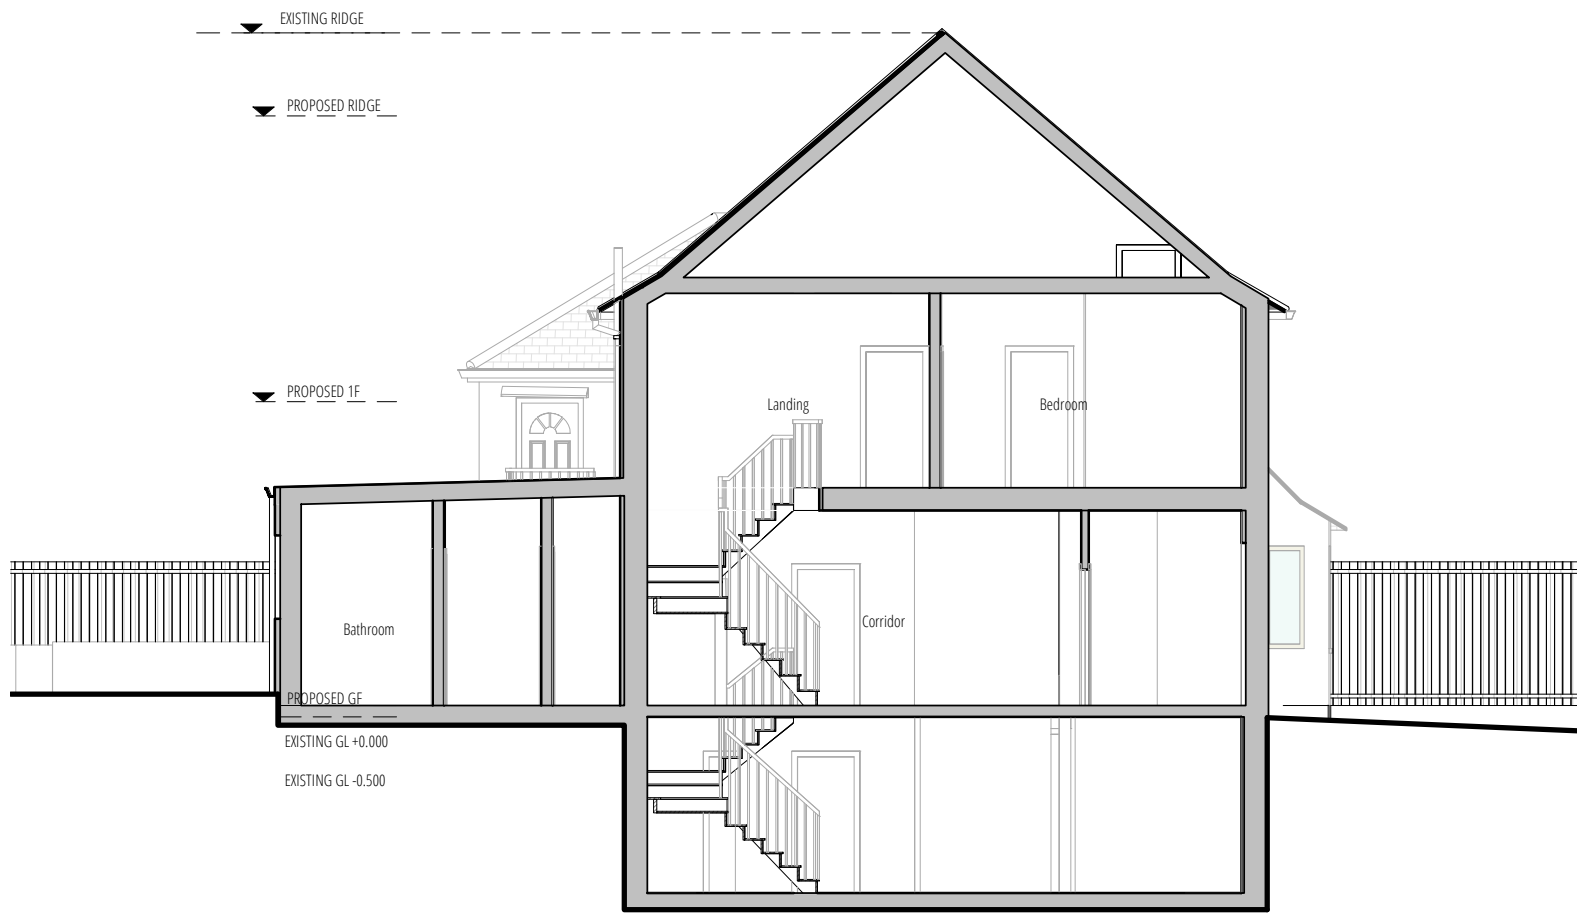 EXISTING RIDGE
PROPOSED RIDGE
PROPOSED 1F
Landing
Bedroom
Bathroom
Corridor
PROPOSED GF
EXISTING GL +0.000
EXISTING GL -0.500